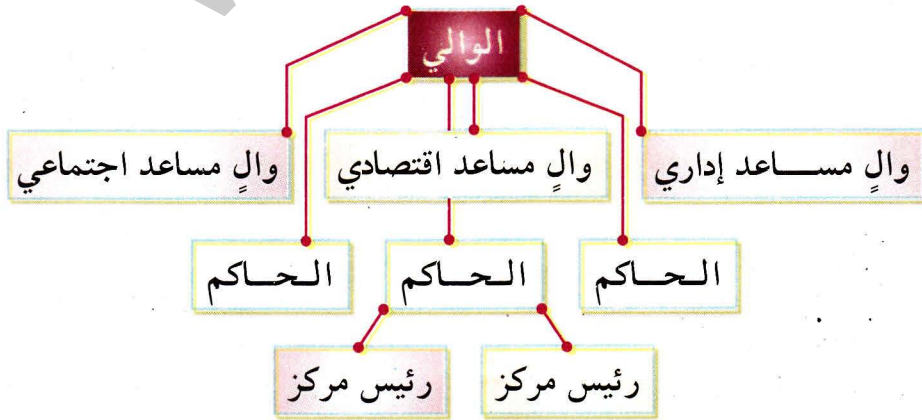 الوالي
والٍ مساعد إداري
والٍ مساعد اقتصادي
والٍ مساعد اجتماعي
الحاكم
الحاكم
الحاكم
رئيس مركز
رئيس مركز